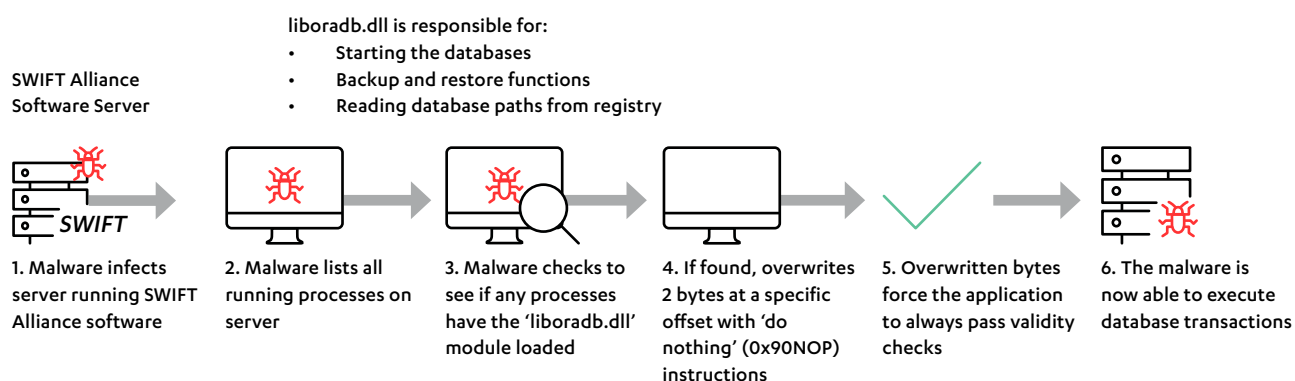 liboradb.dll is responsible for:
• Starting the databases
• Backup and restore functions
• Reading database paths from registry
SWIFT Alliance
Software Server
SWIFT
1. Malware infects
server running SWIFT
Alliance software
2. Malware lists all
running processes on
server
3. Malware checks to
see if any processes
have the ‘liboradb.dll’
module loaded
4. If found, overwrites
2 bytes at a specific
offset with ‘do
nothing’ (0x90NOP)
instructions
5. Overwritten bytes
force the application
to always pass validity
checks
6. The malware is
now able to execute
database transactions